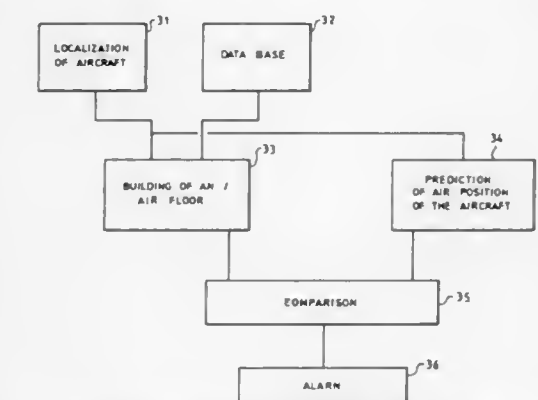 31
32
LOCALIZATION
OF AIRCRAFT
DATA BASE
33
34
BUILDING OF AN /
AIR FLOOR
PREDICTION
OF AIR POSITION
OF THE AIRCRAFT
COMPARISON
35
36
ALARM